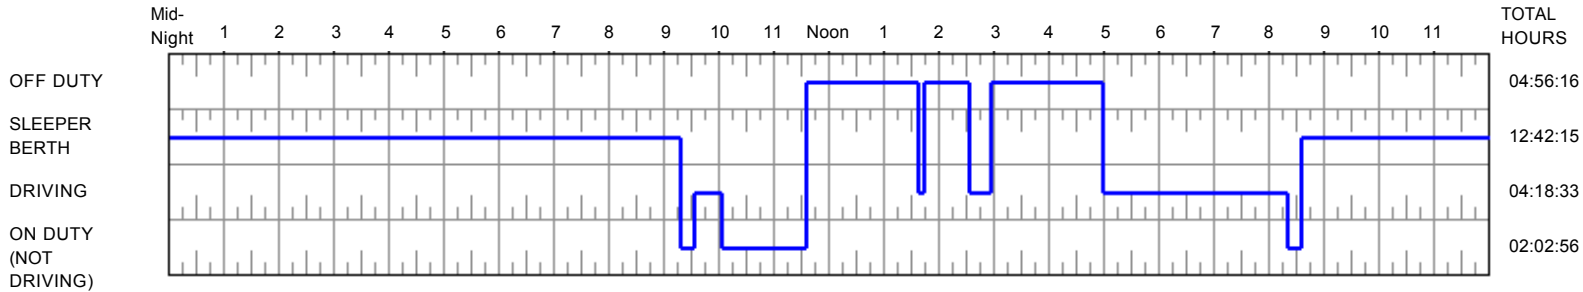 Mid-
Night 1 2 3 4 5 6 7 8 9 10 11 Noon 1 2 3 4 5 6 7 8 9 10 11
TOTAL
HOURS
OFF DUTY 04:56:16
SLEEPER
BERTH 12:42:15
DRIVING 04:18:33
ON DUTY
(NOT
DRIVING) 02:02:56